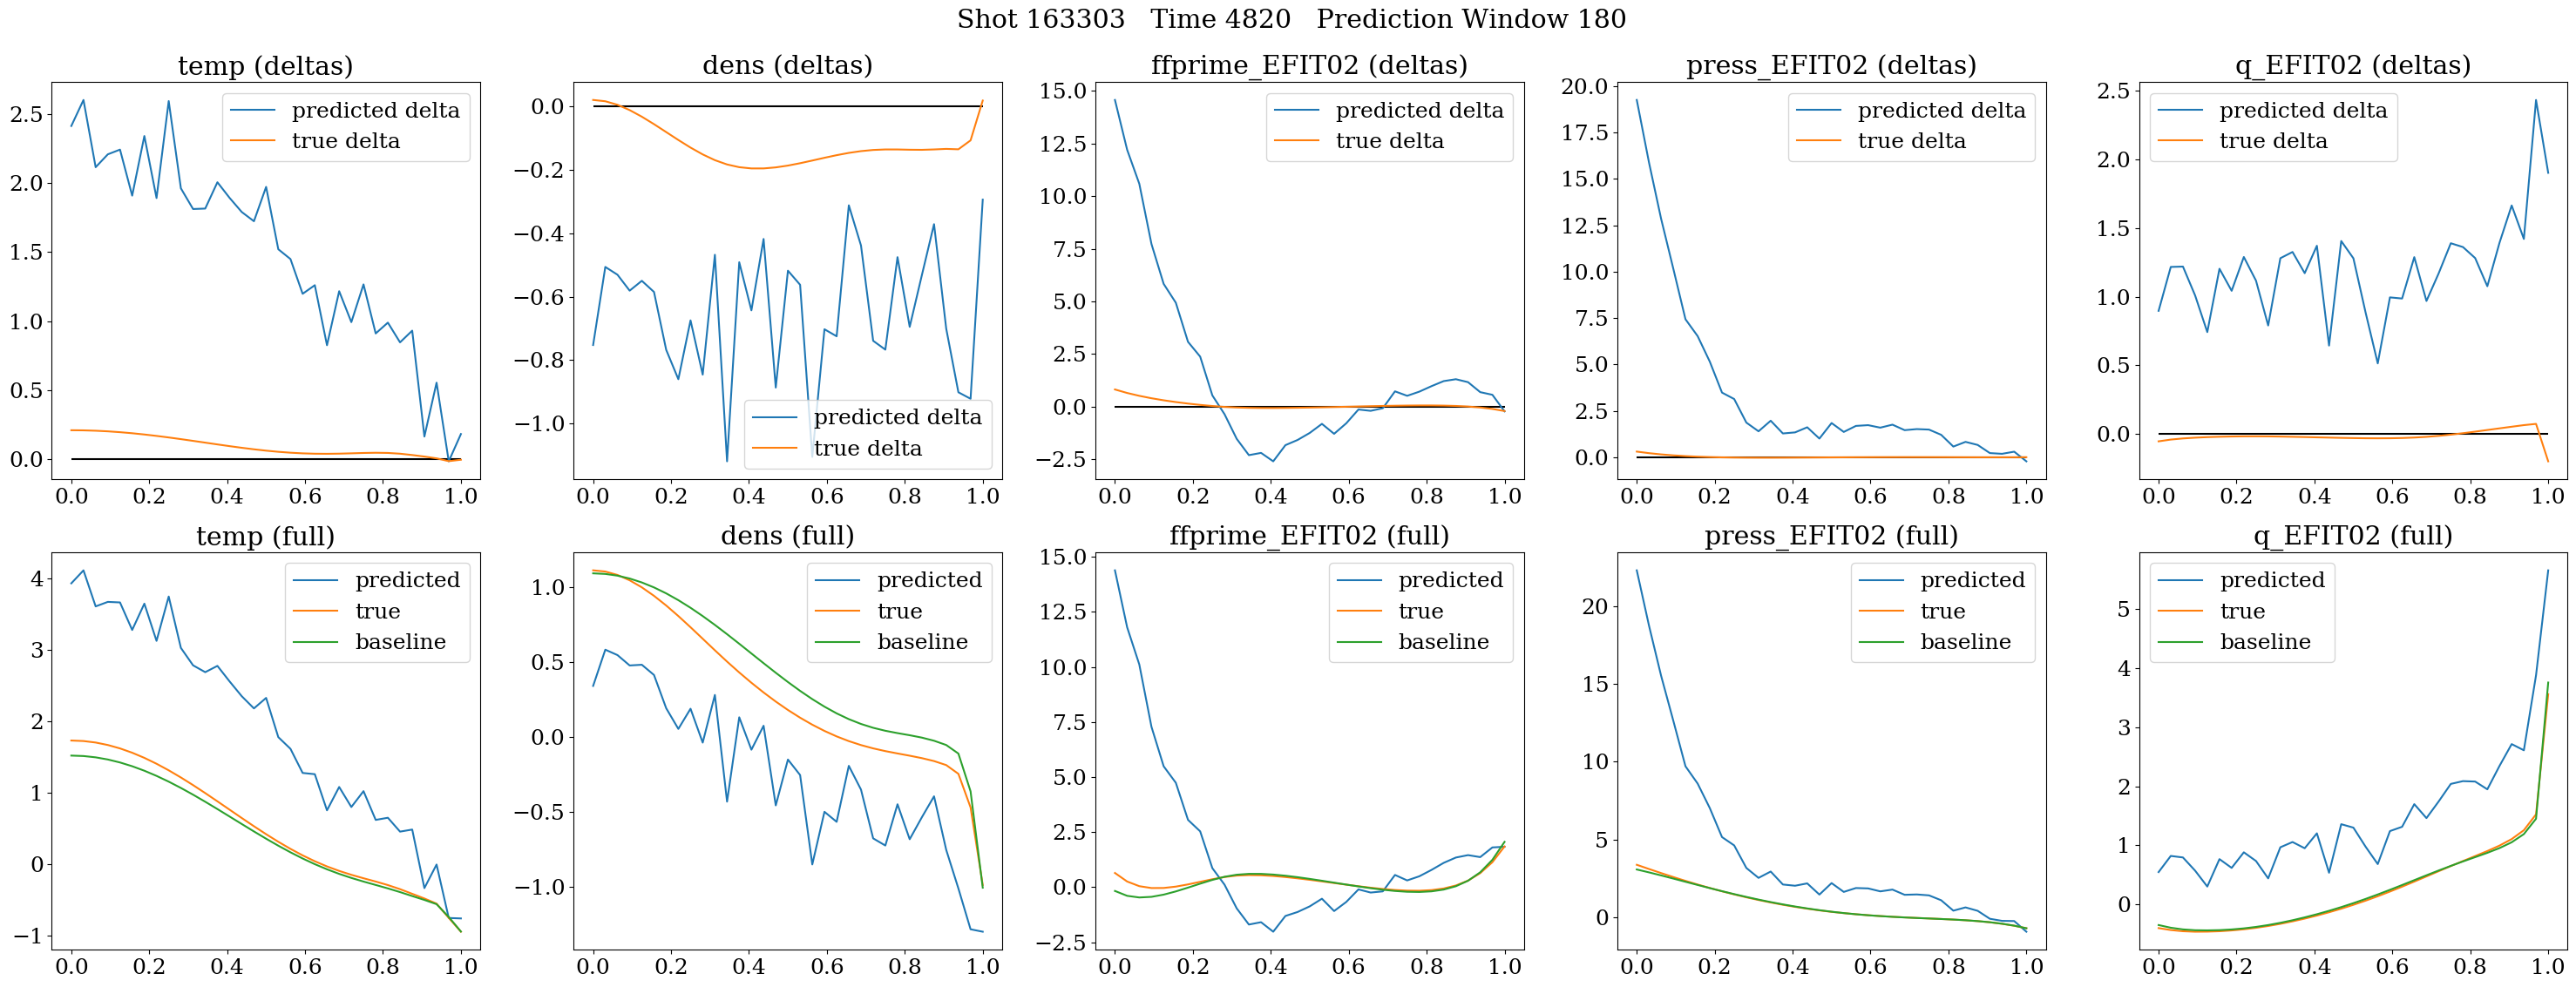 Shot 163303   Time 4820   Prediction Window 180
temp (deltas)
2.5
2.0
1.5
1.0
0.5
0.0
0.0 0.2 0.4 0.6 0.8 1.0
predicted delta
true delta
dens (deltas)
0.0
−0.2
−0.4
−0.6
−0.8
−1.0
0.0 0.2 0.4 0.6 0.8 1.0
predicted delta
true delta
ffprime_EFIT02 (deltas)
15.0
12.5
10.0
7.5
5.0
2.5
0.0
−2.5
0.0 0.2 0.4 0.6 0.8 1.0
predicted delta
true delta
press_EFIT02 (deltas)
20.0
17.5
15.0
12.5
10.0
7.5
5.0
2.5
0.0
0.0 0.2 0.4 0.6 0.8 1.0
predicted delta
true delta
q_EFIT02 (deltas)
2.5
2.0
1.5
1.0
0.5
0.0
0.0 0.2 0.4 0.6 0.8 1.0
predicted delta
true delta
temp (full)
4
3
2
1
0
−1
0.0 0.2 0.4 0.6 0.8 1.0
predicted
true
baseline
dens (full)
1.0
0.5
0.0
−0.5
−1.0
0.0 0.2 0.4 0.6 0.8 1.0
predicted
true
baseline
ffprime_EFIT02 (full)
15.0
12.5
10.0
7.5
5.0
2.5
0.0
−2.5
0.0 0.2 0.4 0.6 0.8 1.0
predicted
true
baseline
press_EFIT02 (full)
20
15
10
5
0
0.0 0.2 0.4 0.6 0.8 1.0
predicted
true
baseline
q_EFIT02 (full)
5
4
3
2
1
0
0.0 0.2 0.4 0.6 0.8 1.0
predicted
true
baseline